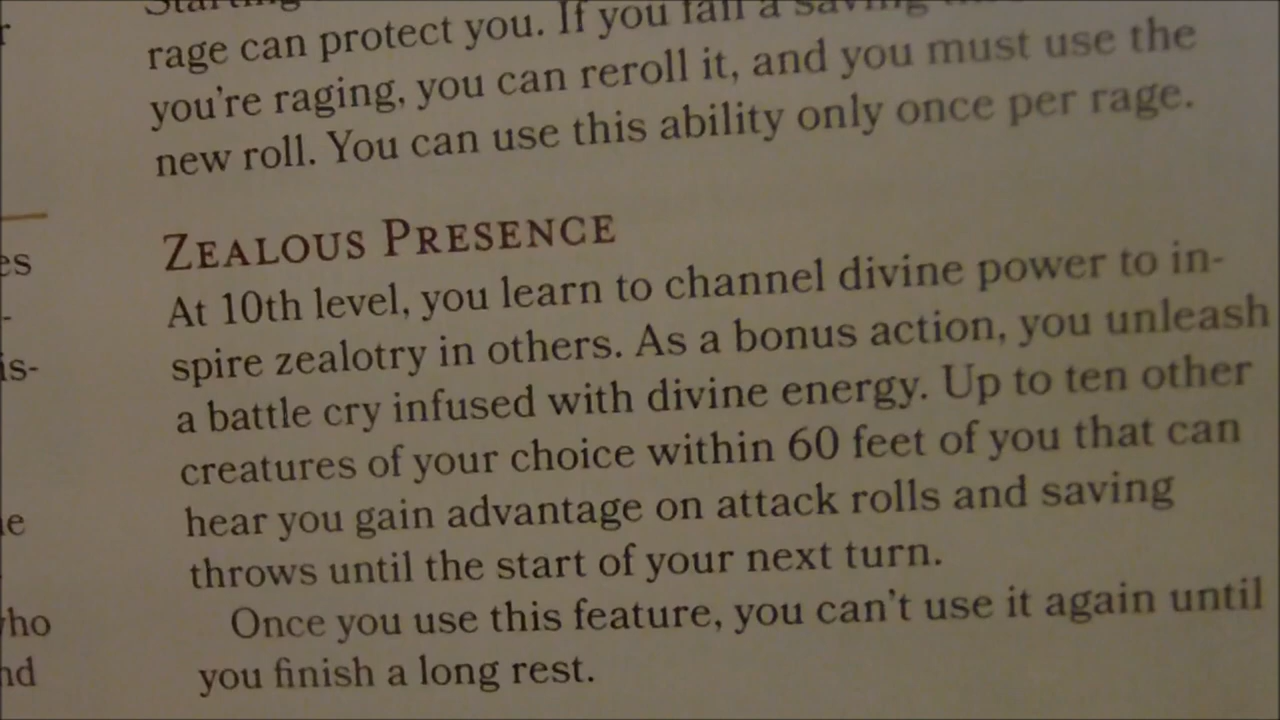 rage can protect you. If you fail a saving
you're raging, you can reroll it, and you must use the
new roll. You can use this ability only once per rage.
ZEALOUS PRESENCE
At 10th level, you learn to channel divine power to in-
spire zealotry in others. As a bonus action, you unleash
a battle cry infused with divine energy. Up to ten other
creatures of your choice within 60 feet of you that can
hear you gain advantage on attack rolls and saving
throws until the start of your next turn.
Once you use this feature, you can't use it again until
you finish a long rest.
es
-
is-